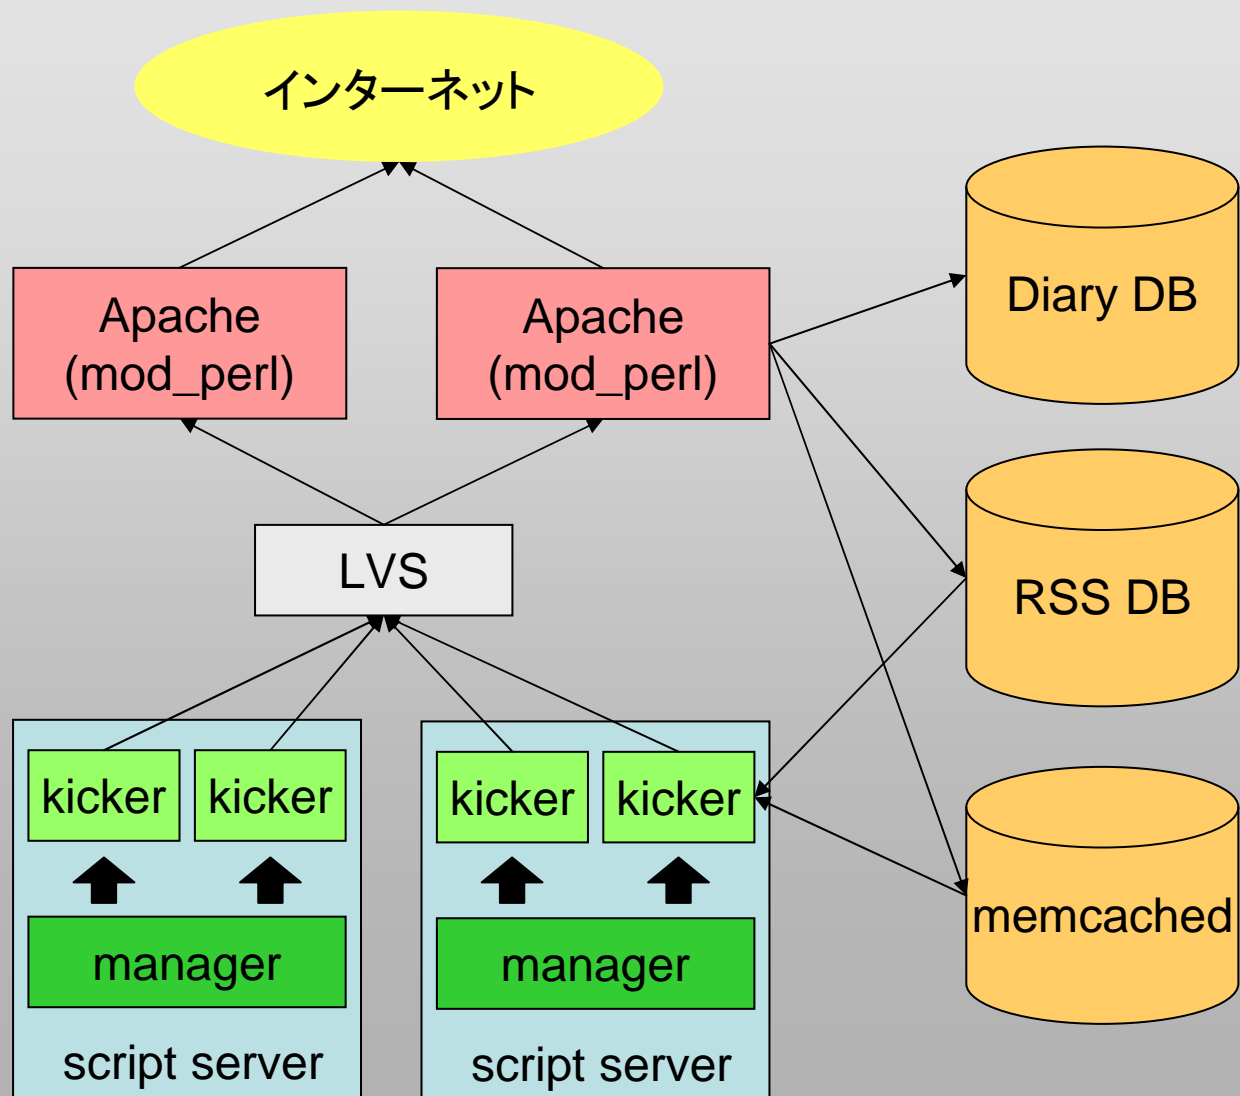 インターネット
Apache
(mod_perl)
Apache
(mod_perl)
Diary DB
LVS
RSS DB
kicker
kicker
kicker
kicker
memcached
manager
manager
script server
script server